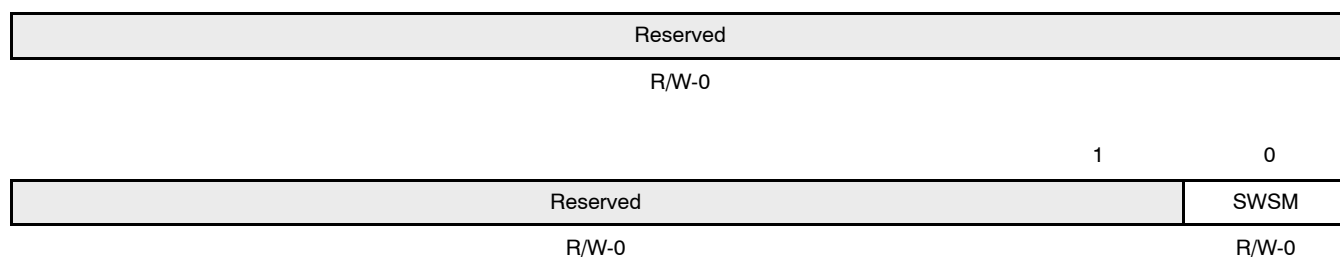 Reserved
R/W-0
1 0
Reserved SWSM
R/W-0 R/W-0